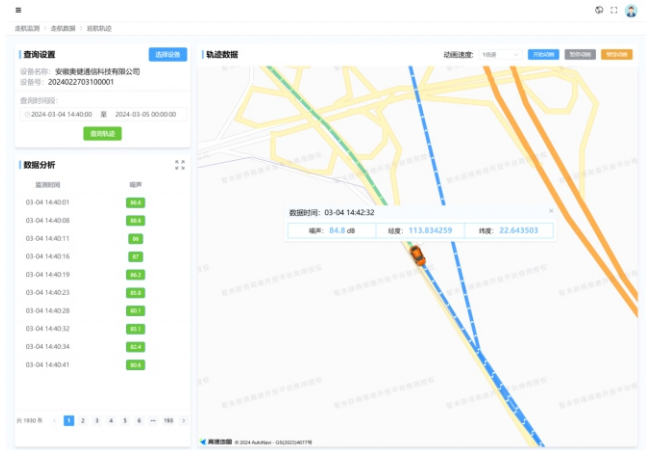 走航监测 > 走航数据 > 巡航轨迹
查询设置
选择设备
设备名称: 安徽奥健通信科技有限公司
设备号: 2024022703100001
查询时间段:
2024-03-04 14:40:00 至 2024-03-05 00:00:00
查询轨迹
数据分析
监测时间 噪声
03-04 14:40:01 86.6
03-04 14:40:08 88.6
03-04 14:40:11 86
03-04 14:40:16 87
03-04 14:40:19 86.2
03-04 14:40:23 85.8
03-04 14:40:28 80.1
03-04 14:40:32 80.1
03-04 14:40:34 82.4
03-04 14:40:41 80.6
共 1930 条 < 1 2 3 4 5 6 ··· 193 >
轨迹数据
动画速度: 1倍速 开始动画 暂停动画 继续动画
数据时间: 03-04 14:42:32 ×
噪声: 84.8 dB 经度: 113.834259 纬度: 22.643503
高德地图 © 2024 AutoNavi - GS(2023)4677号